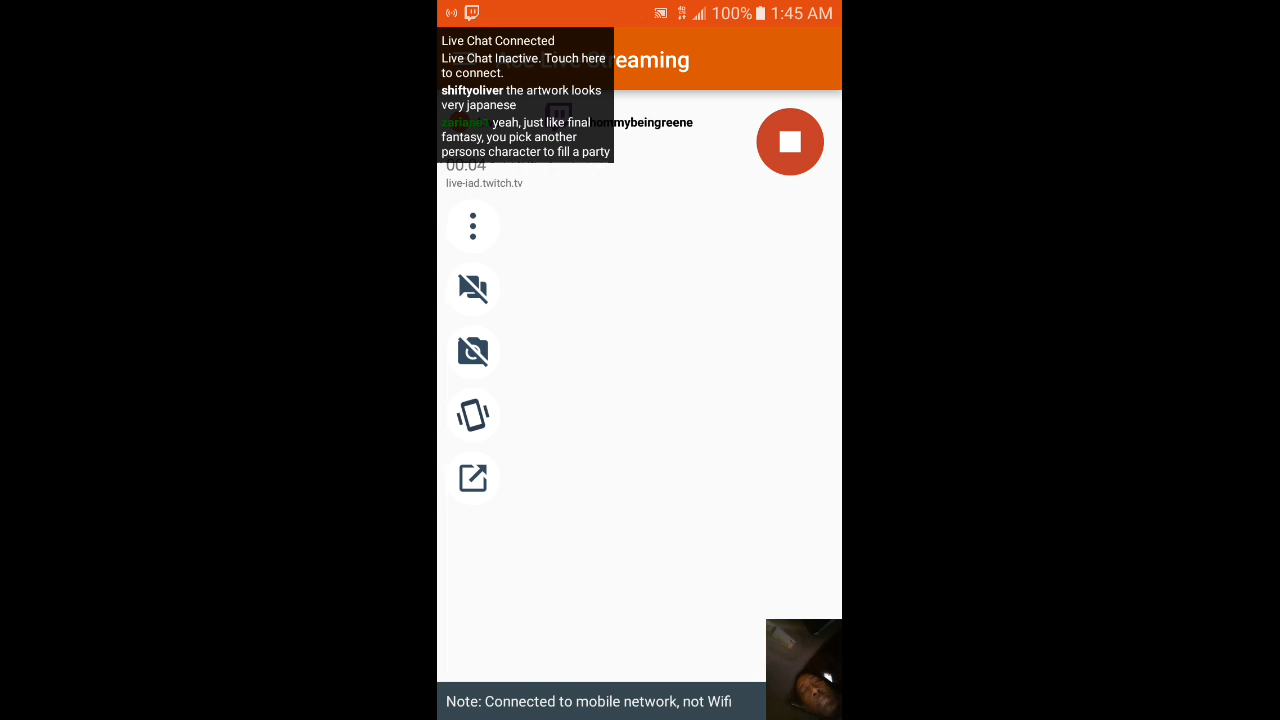 100% 1:45 AM
Live Chat Connected
Live Chat Inactive. Touch here
to connect.
shiftyoliver the artwork looks
very japanese
yeah, just like final
fantasy, you pick another
persons character to fill a party
reaming
ommybeingreene
00:04
live-iad.twitch.tv
Note: Connected to mobile network, not Wifi